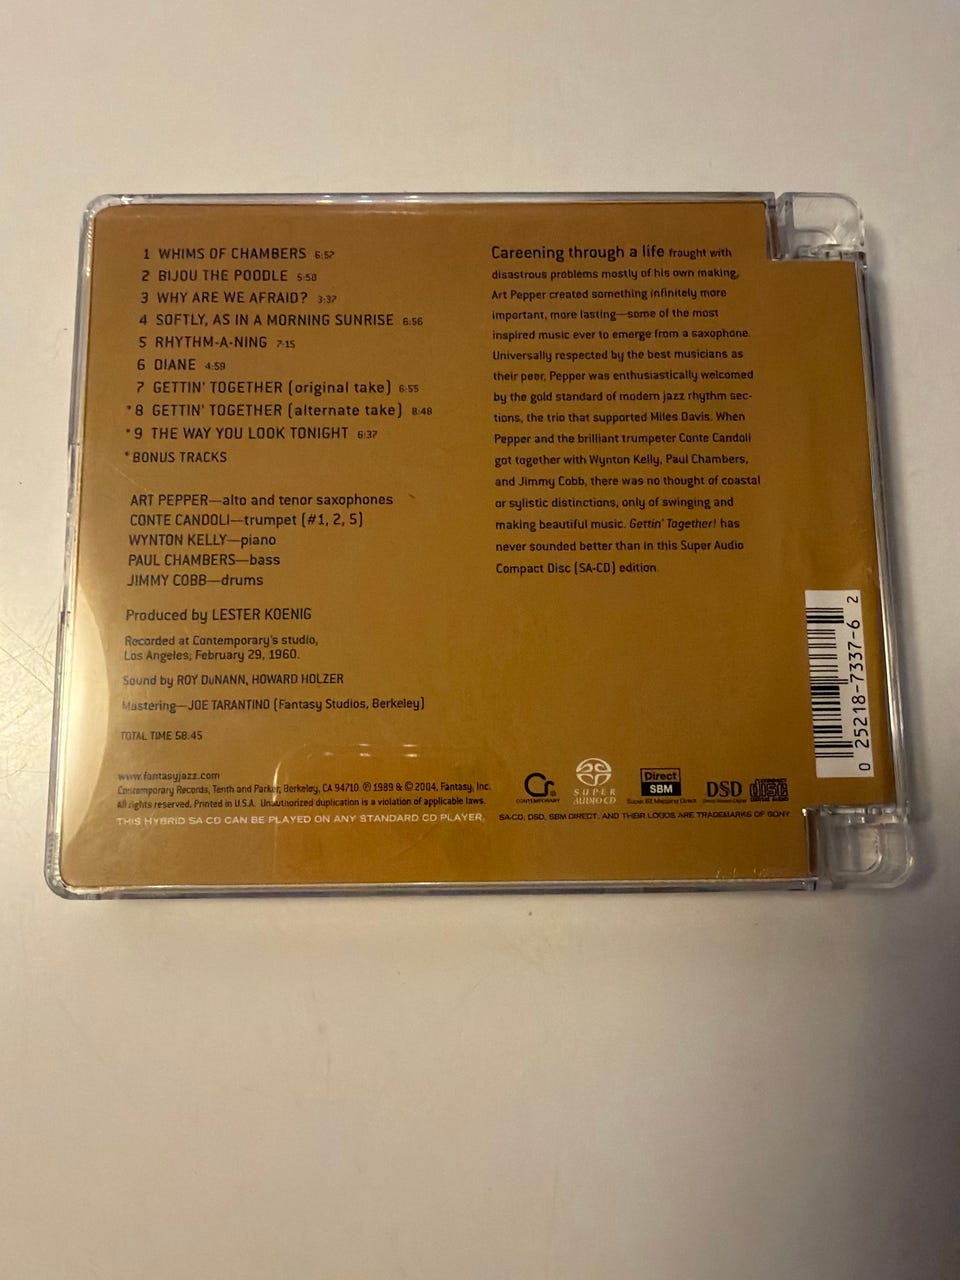 1 WHIMS OF CHAMBERS 6:57
2 BIJOU THE POODLE 5:58
3 WHY ARE WE AFRAID? 3:37
4 SOFTLY, AS IN A MORNING SUNRISE 6:56
5 RHYTHM-A-NING 7:15
6 DIANE 4:59
7 GETTIN' TOGETHER (original take) 6:55
*8 GETTIN' TOGETHER (alternate take) 8:48
*9 THE WAY YOU LOOK TONIGHT 6:37
*BONUS TRACKS
ART PEPPER—alto and tenor saxophones
CONTE CANDOLI—trumpet (#1, 2, 5)
WYNTON KELLY—piano
PAUL CHAMBERS—bass
JIMMY COBB—drums
Produced by LESTER KOENIG
Recorded at Contemporary's studio,
Los Angeles; February 29, 1960.
Sound by ROY DuNANN, HOWARD HOLZER
Mastering—JOE TARANTINO (Fantasy Studios, Berkeley)
TOTAL TIME 58:45
www.fantasyjazz.com
Contemporary Records, Tenth and Parker, Berkeley, CA 94710. ℗ 1989 & © 2004, Fantasy, Inc.
All rights reserved. Printed in U.S.A. Unauthorized duplication is a violation of applicable laws.
THIS HYBRID SA-CD CAN BE PLAYED ON ANY STANDARD CD PLAYER.
Careening through a life fraught with
disastrous problems mostly of his own making,
Art Pepper created something infinitely more
important, more lasting—some of the most
inspired music ever to emerge from a saxophone.
Universally respected by the best musicians as
their peer, Pepper was enthusiastically welcomed
by the gold standard of modern jazz rhythm sec-
tions, the trio that supported Miles Davis. When
Pepper and the brilliant trumpeter Conte Candoli
got together with Wynton Kelly, Paul Chambers,
and Jimmy Cobb, there was no thought of coastal
or sylistic distinctions, only of swinging and
making beautiful music. Gettin' Together! has
never sounded better than in this Super Audio
Compact Disc (SA-CD) edition.
Cr
CONTEMPORARY
SUPER
AUDIO CD
Direct
SBM
Super Bit Mapping Direct
DSD
Direct Stream Digital
COMPACT
disc
DIGITAL AUDIO
SA-CD, DSD, SBM DIRECT, AND THEIR LOGOS ARE TRADEMARKS OF SONY
0 25218-7337-6 2